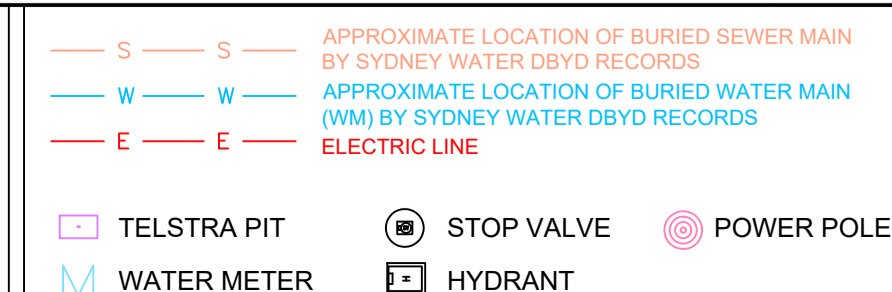 S S APPROXIMATE LOCATION OF BURIED SEWER MAIN
BY SYDNEY WATER DBYD RECORDS
W W APPROXIMATE LOCATION OF BURIED WATER MAIN
(WM) BY SYDNEY WATER DBYD RECORDS
E E ELECTRIC LINE
TELSTRA PIT STOP VALVE POWER POLE
WATER METER HYDRANT